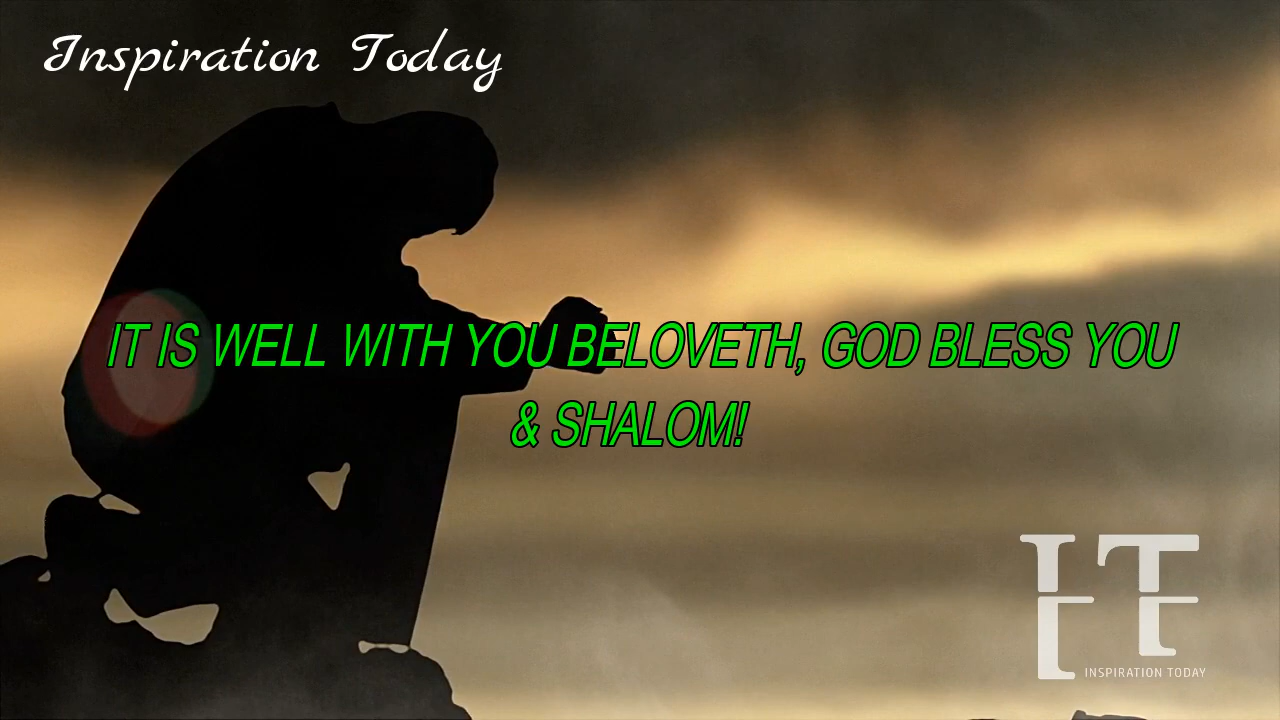 Inspiration Today
IT IS WELL WITH YOU BELOVETH, GOD BLESS YOU
& SHALOM!
IT
INSPIRATION TODAY